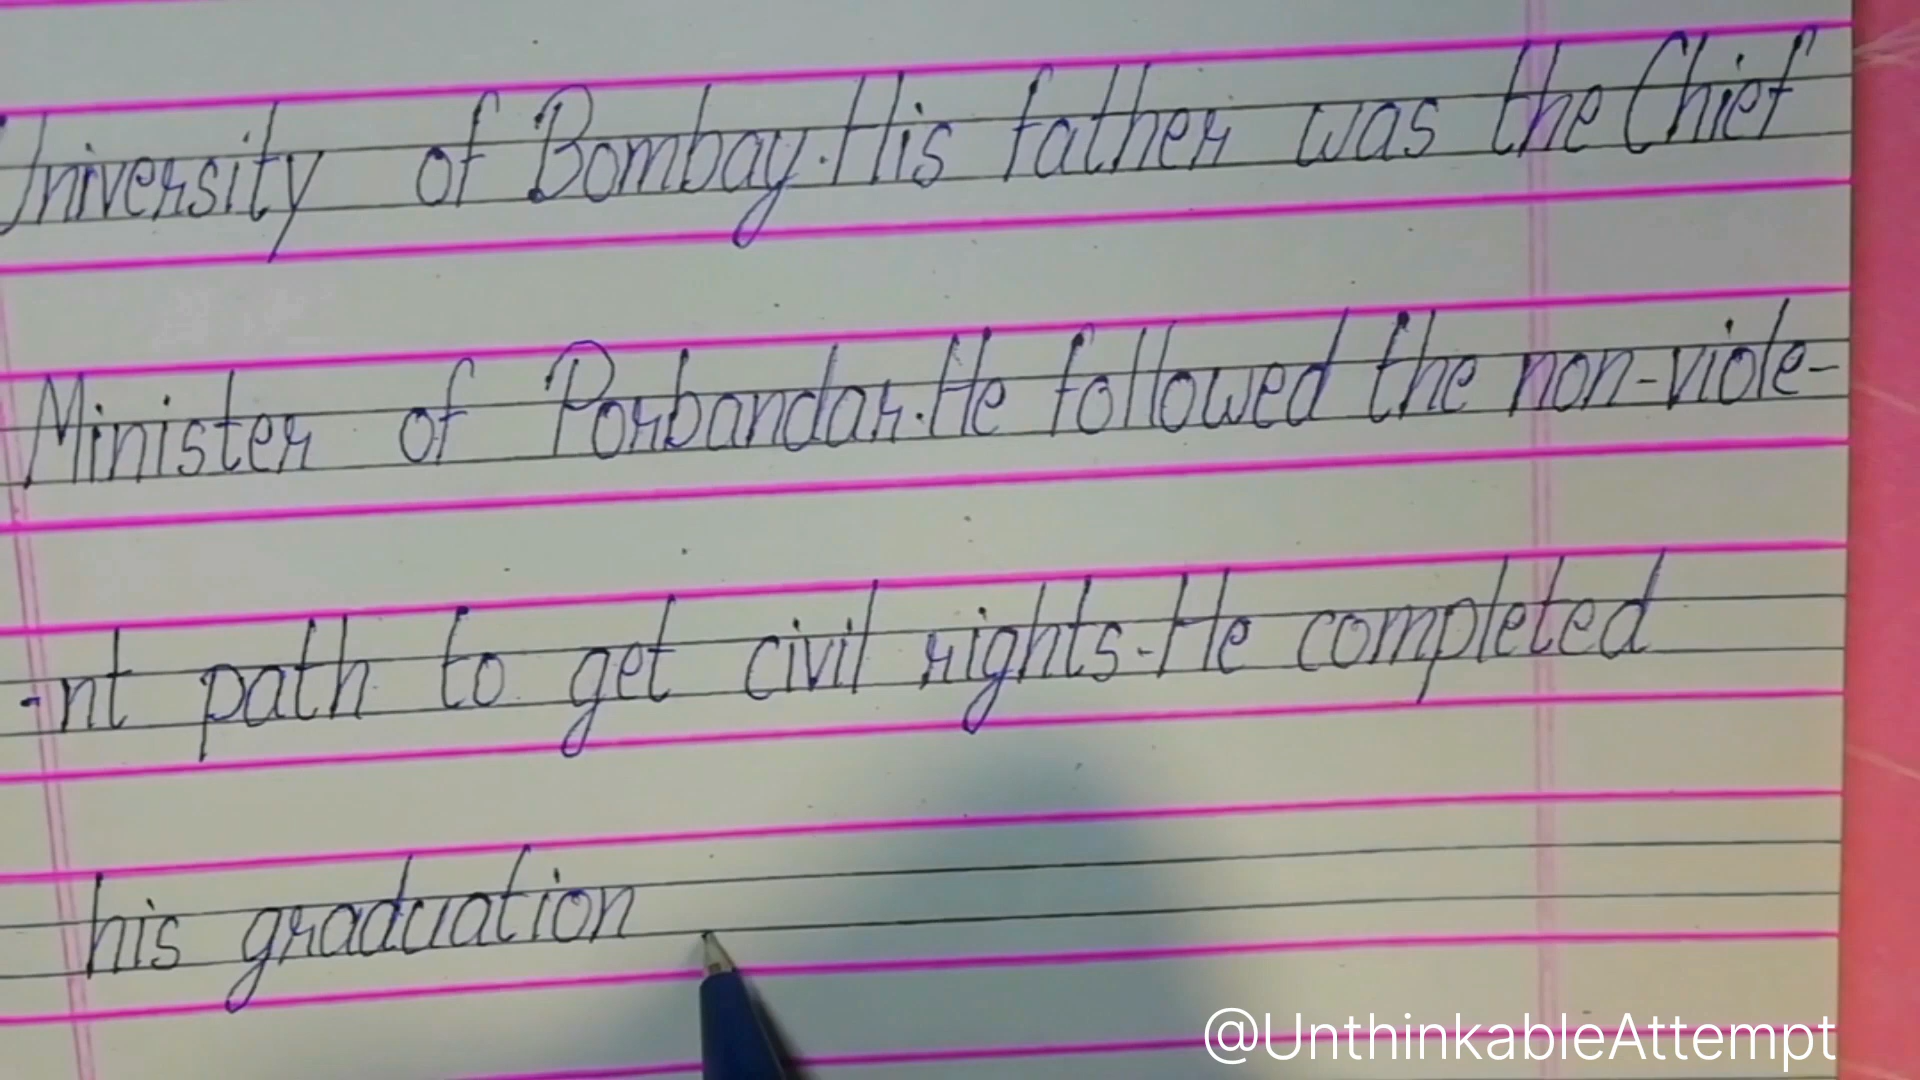 University of Bombay. His father was the Chief
Minister of Porbandar. He followed the non-viole-
-nt path to get civil rights. He completed
his graduation
@UnthinkableAttempt